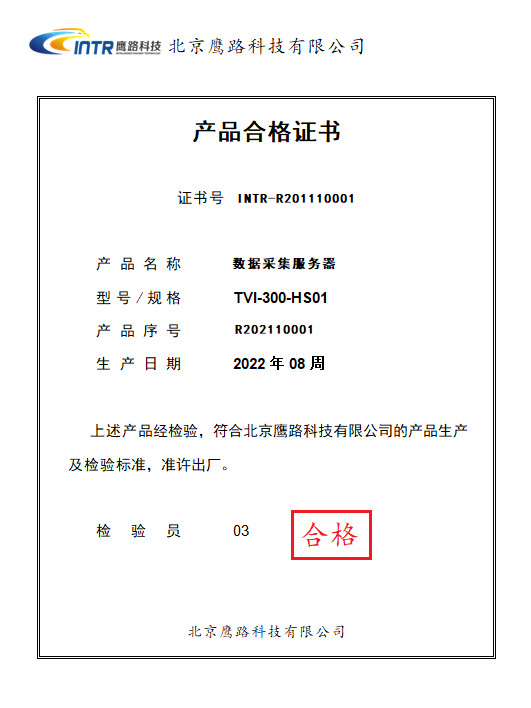 INTR 鹰路科技 北京鹰路科技有限公司
产品合格证书
证书号 INTR-R201110001
产品名称 数据采集服务器
型号/规格 TVI-300-HS01
产品序号 R202110001
生产日期 2022 年 08 周
上述产品经检验，符合北京鹰路科技有限公司的产品生产
及检验标准，准许出厂。
检验员 03 合格
北京鹰路科技有限公司